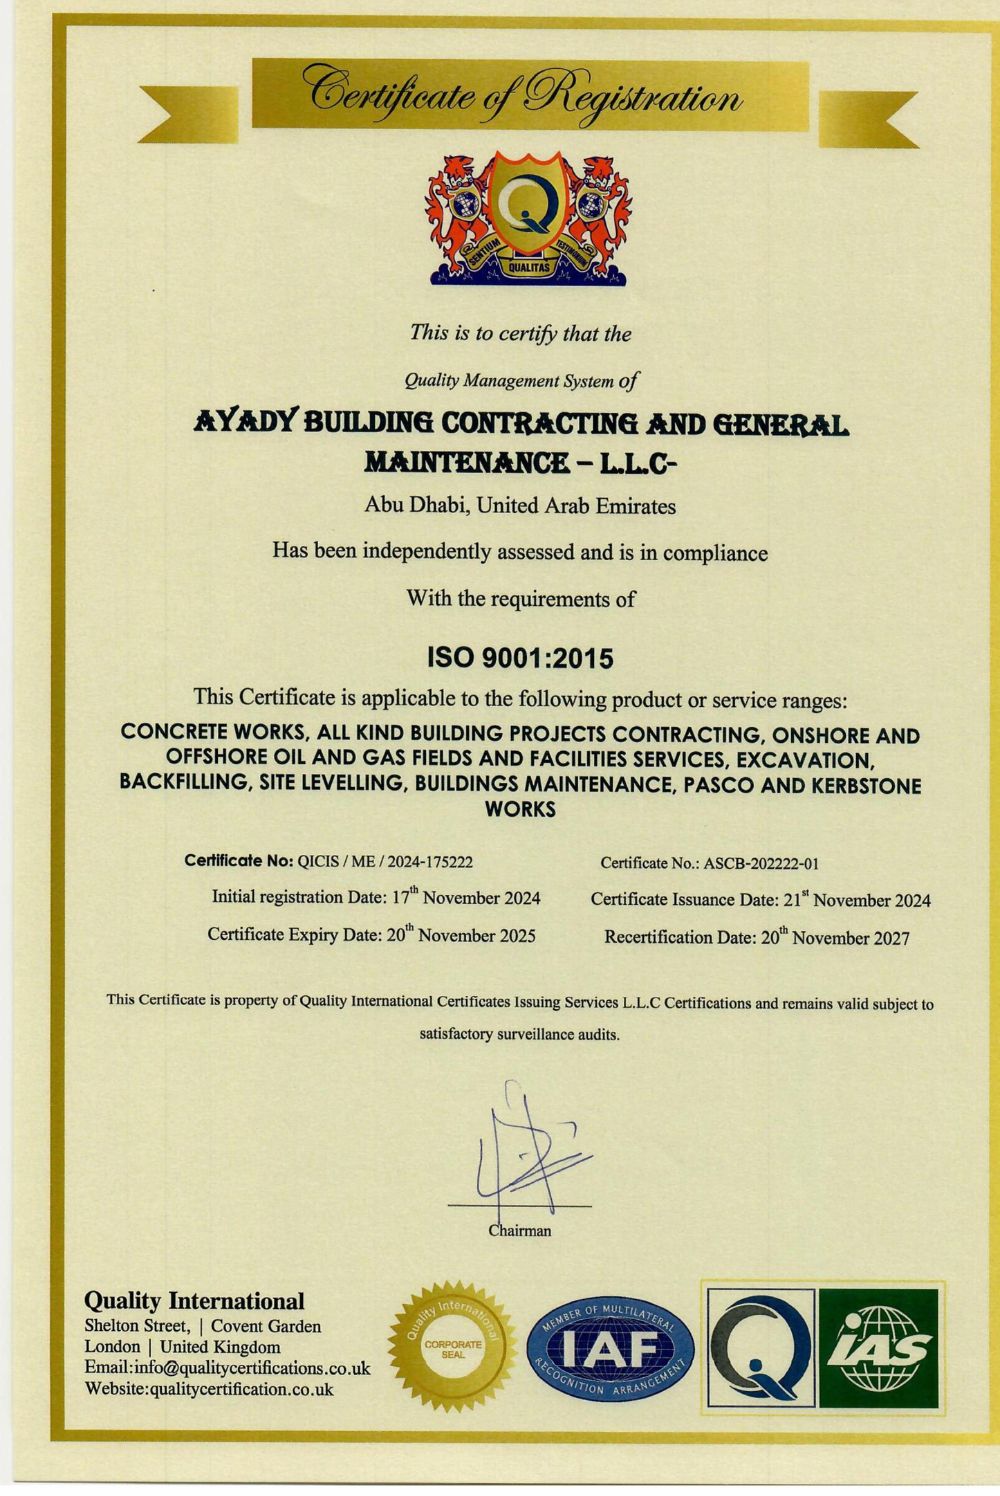 Certificate of Registration
SENTIUM QUALITAS TESTIMONIUM
This is to certify that the
Quality Management System of
AYADY BUILDING CONTRACTING AND GENERAL
MAINTENANCE – L.L.C-
Abu Dhabi, United Arab Emirates
Has been independently assessed and is in compliance
With the requirements of
ISO 9001:2015
This Certificate is applicable to the following product or service ranges:
CONCRETE WORKS, ALL KIND BUILDING PROJECTS CONTRACTING, ONSHORE AND
OFFSHORE OIL AND GAS FIELDS AND FACILITIES SERVICES, EXCAVATION,
BACKFILLING, SITE LEVELLING, BUILDINGS MAINTENANCE, PASCO AND KERBSTONE
WORKS
Certificate No: QICIS / ME / 2024-175222
Certificate No.: ASCB-202222-01
Initial registration Date: 17th November 2024
Certificate Issuance Date: 21st November 2024
Certificate Expiry Date: 20th November 2025
Recertification Date: 20th November 2027
This Certificate is property of Quality International Certificates Issuing Services L.L.C Certifications and remains valid subject to
satisfactory surveillance audits.
Chairman
Quality International
Shelton Street, | Covent Garden
London | United Kingdom
Email:info@qualitycertifications.co.uk
Website:qualitycertification.co.uk
Quality International
CORPORATE
SEAL
MEMBER OF MULTILATERAL
IAF
RECOGNITION ARRANGEMENT
iAS